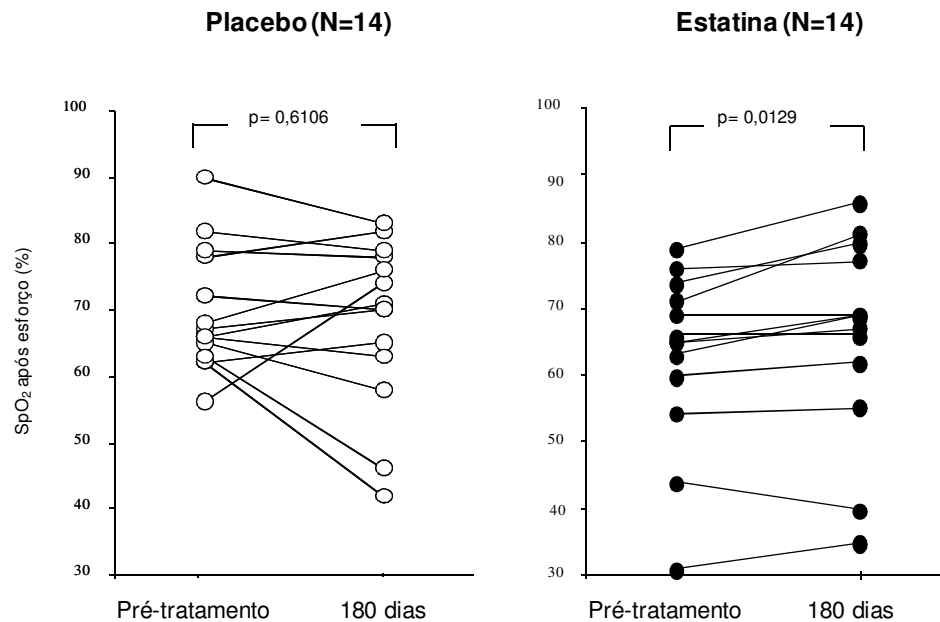 Placebo (N=14)
Estatina (N=14)
SpO₂ após esforço (%)
100
90
80
70
60
50
40
30
p= 0,6106
Pré-tratamento
180 dias
100
90
80
70
60
50
40
30
p= 0,0129
Pré-tratamento
180 dias